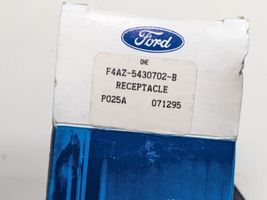 Ford
ONE
F4AZ-5430702-B
RECEPTACLE
P025A 071295